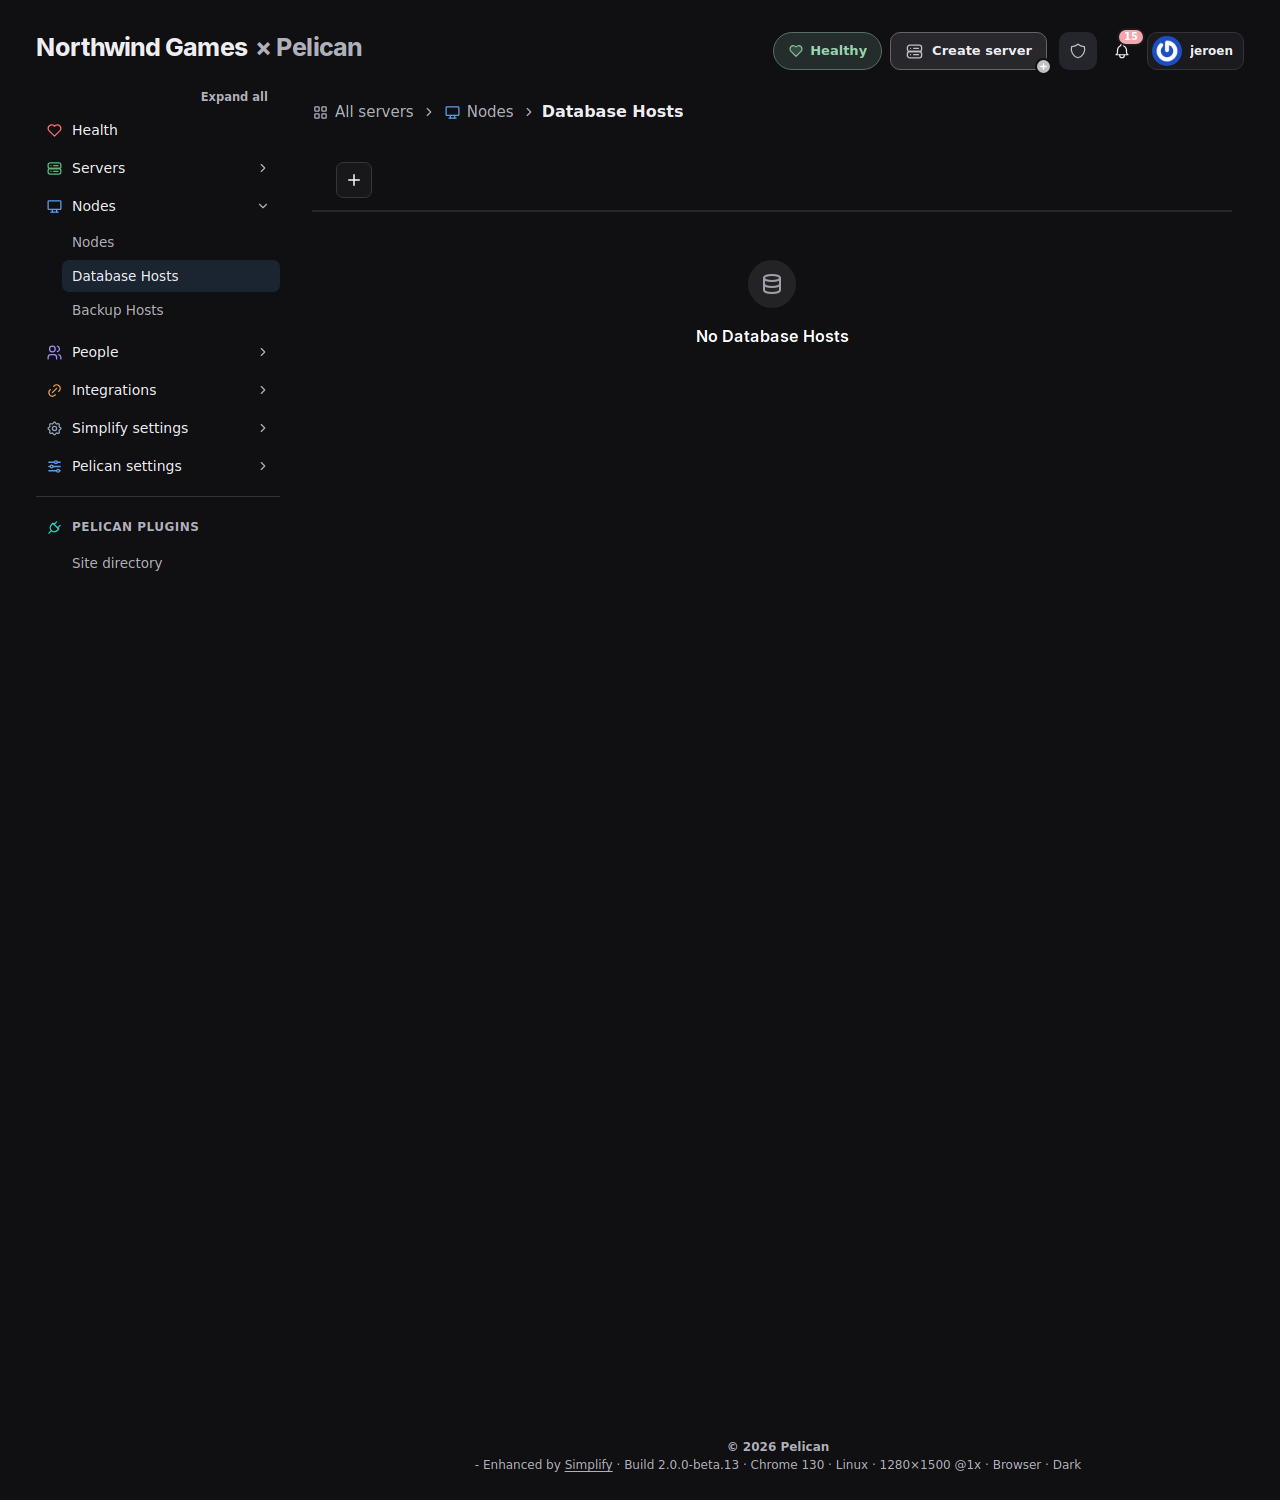 Northwind Games × Pelican
Healthy
Create server
15
jeroen
Expand all
Health
Servers
Nodes
Nodes
Database Hosts
Backup Hosts
People
Integrations
Simplify settings
Pelican settings
PELICAN PLUGINS
Site directory
All servers > Nodes > Database Hosts
No Database Hosts
© 2026 Pelican
- Enhanced by Simplify · Build 2.0.0-beta.13 · Chrome 130 · Linux · 1280×1500 @1x · Browser · Dark